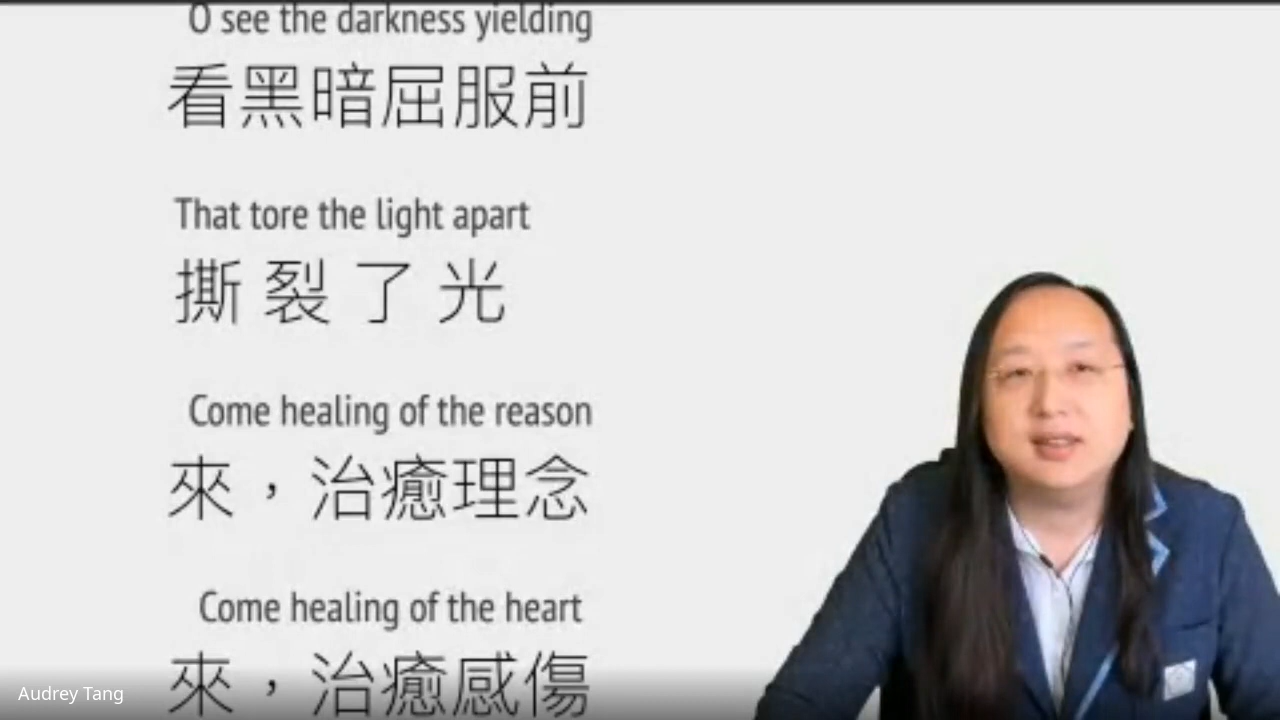 O see the darkness yielding
看黑暗屈服前
That tore the light apart
撕裂了光
Come healing of the reason
來，治癒理念
Come healing of the heart
來，治癒感傷
Audrey Tang